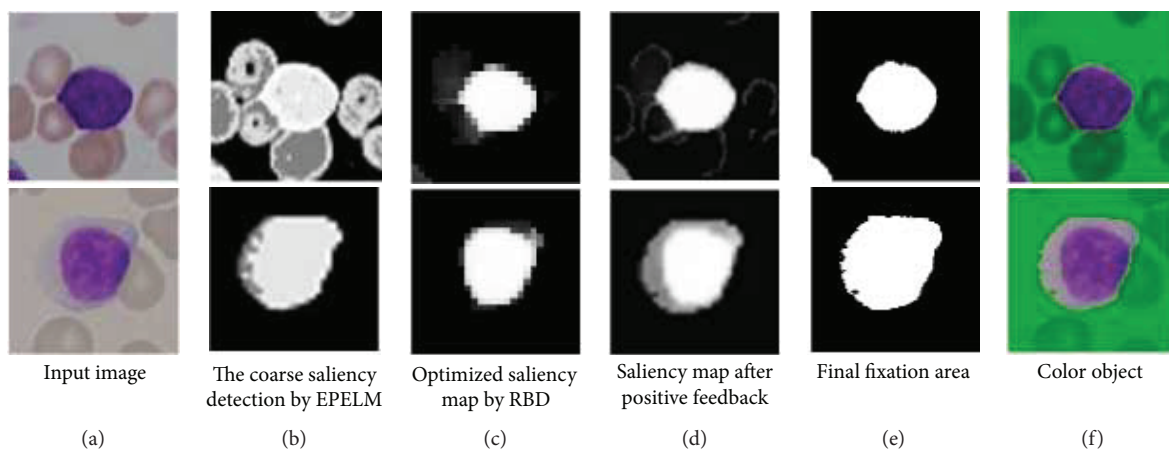 Input image
The coarse saliency
detection by EPELM
Optimized saliency
map by RBD
Saliency map after
positive feedback
Final fixation area
Color object
(a)
(b)
(c)
(d)
(e)
(f)